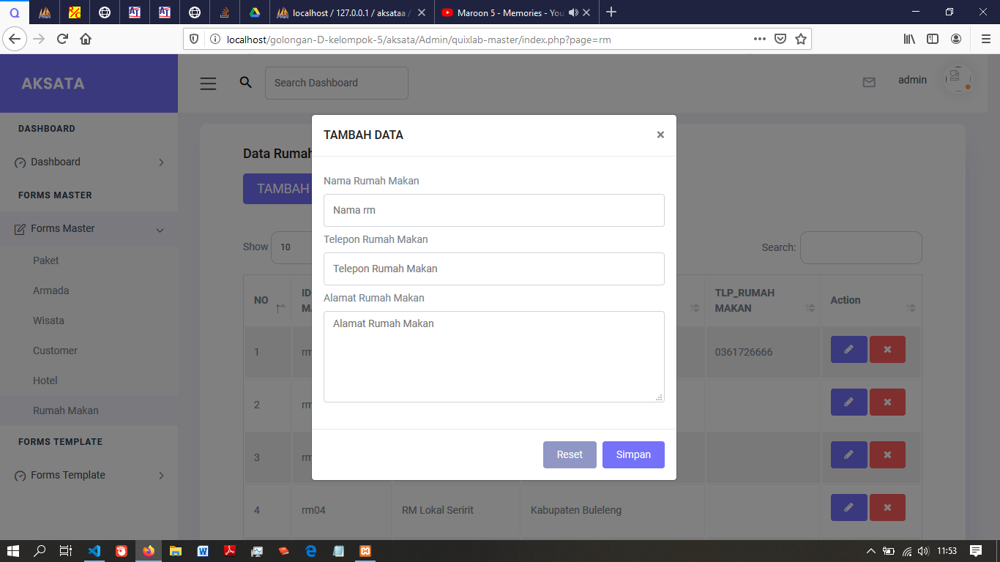 localhost / 127.0.0.1 / aksataa /
Maroon 5 - Memories - You
localhost/golongan-D-kelompok-5/aksata/Admin/quixlab-master/index.php?page=rm
AKSATA
Search Dashboard
admin
DASHBOARD
Dashboard
FORMS MASTER
Forms Master
Paket
Armada
Wisata
Customer
Hotel
Rumah Makan
FORMS TEMPLATE
Forms Template
Data Rumah
TAMBAH
Show 10
Search:
NO
ID
TLP_RUMAH
MAKAN
Action
1 rm 0361726666
2 rm
3 rm
4 rm04 RM Lokal Seririt Kabupaten Buleleng
TAMBAH DATA
×
Nama Rumah Makan
Nama rm
Telepon Rumah Makan
Telepon Rumah Makan
Alamat Rumah Makan
Alamat Rumah Makan
Reset Simpan
11:53